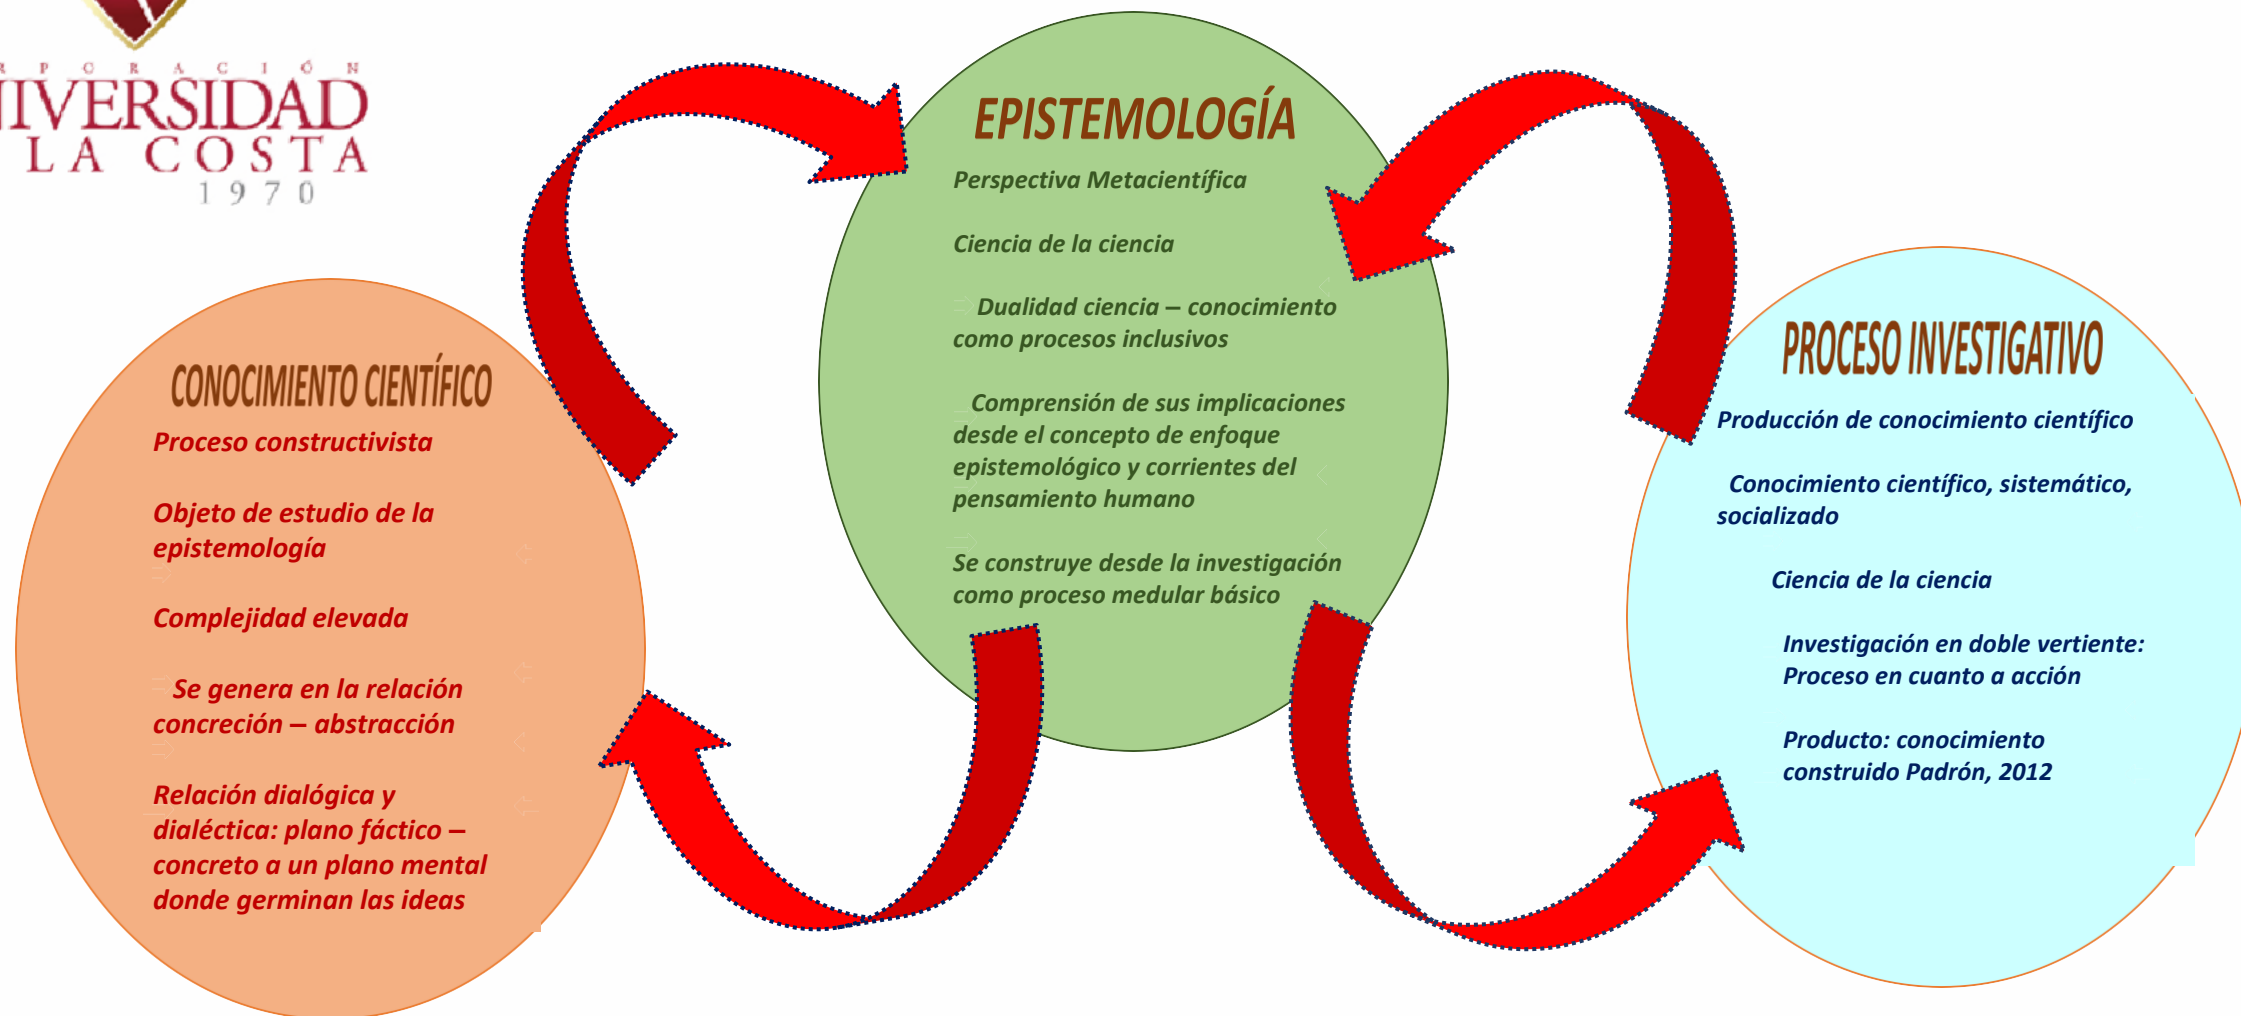 RPORACIÓN
NIVERSIDAD
LA COSTA
1970
CONOCIMIENTO CIENTÍFICO
Proceso constructivista
Objeto de estudio de la
epistemología
Complejidad elevada
Se genera en la relación
concreción – abstracción
Relación dialógica y
dialéctica: plano fáctico –
concreto a un plano mental
donde germinan las ideas
EPISTEMOLOGÍA
Perspectiva Metacientífica
Ciencia de la ciencia
Dualidad ciencia – conocimiento
como procesos inclusivos
Comprensión de sus implicaciones
desde el concepto de enfoque
epistemológico y corrientes del
pensamiento humano
Se construye desde la investigación
como proceso medular básico
PROCESO INVESTIGATIVO
Producción de conocimiento científico
Conocimiento científico, sistemático,
socializado
Ciencia de la ciencia
Investigación en doble vertiente:
Proceso en cuanto a acción
Producto: conocimiento
construido Padrón, 2012